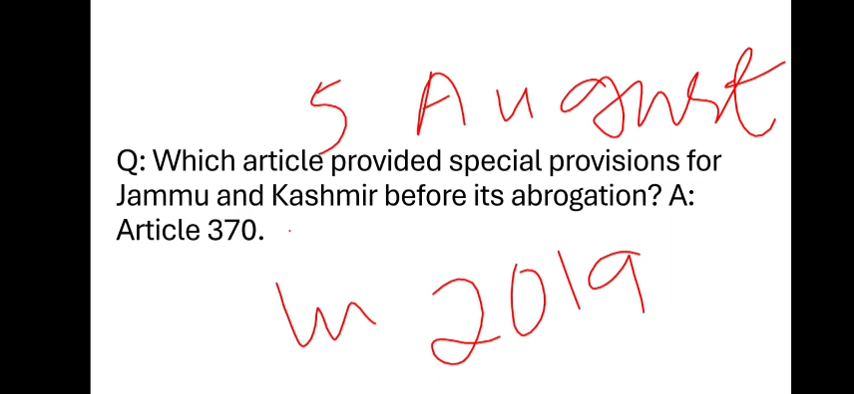 5 August
Q: Which article provided special provisions for
Jammu and Kashmir before its abrogation? A:
Article 370.
In 2019